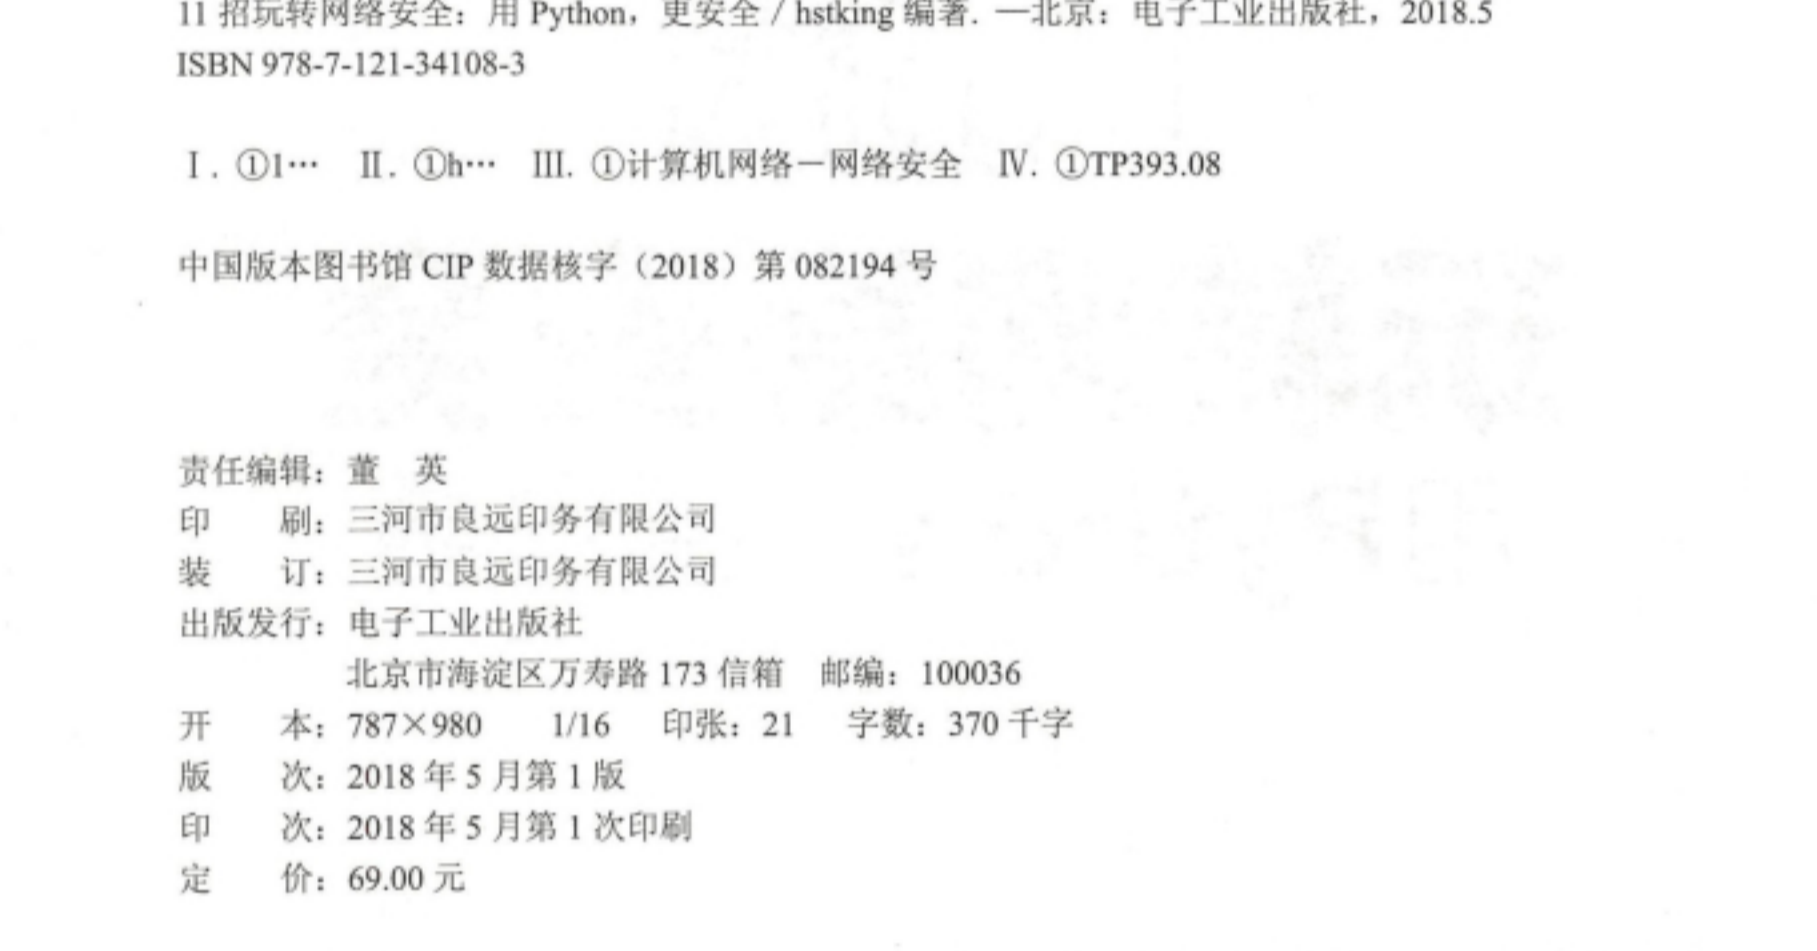 11 招玩转网络安全：用 Python，更安全 / hstking 编著. —北京：电子工业出版社，2018.5
ISBN 978-7-121-34108-3
Ⅰ. ①1… Ⅱ. ①h… Ⅲ. ①计算机网络－网络安全 Ⅳ. ①TP393.08
中国版本图书馆 CIP 数据核字（2018）第 082194 号
责任编辑：董 英
印 刷：三河市良远印务有限公司
装 订：三河市良远印务有限公司
出版发行：电子工业出版社
北京市海淀区万寿路 173 信箱 邮编：100036
开 本：787×980 1/16 印张：21 字数：370 千字
版 次：2018 年 5 月第 1 版
印 次：2018 年 5 月第 1 次印刷
定 价：69.00 元